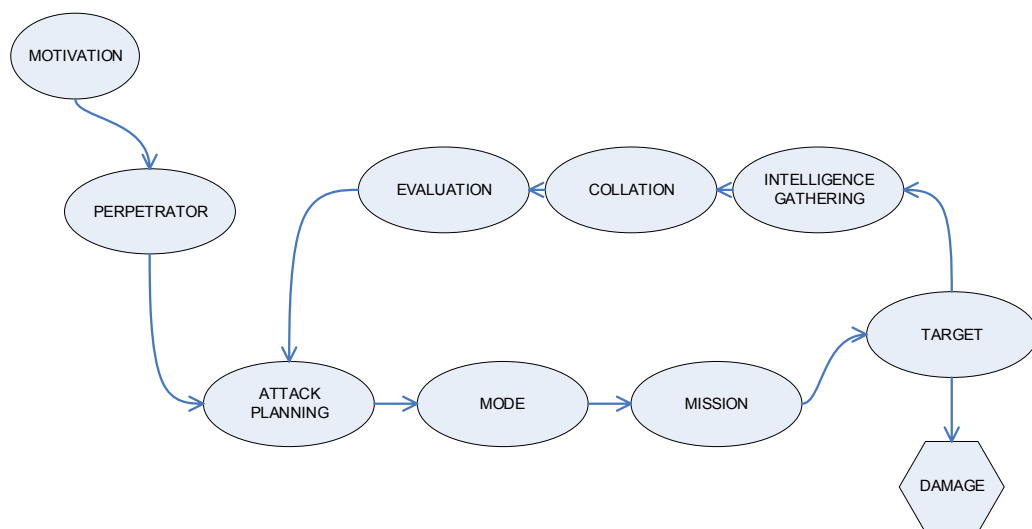 MOTIVATION
PERPETRATOR
EVALUATION
COLLATION
INTELLIGENCE
GATHERING
TARGET
ATTACK
PLANNING
MODE
MISSION
DAMAGE